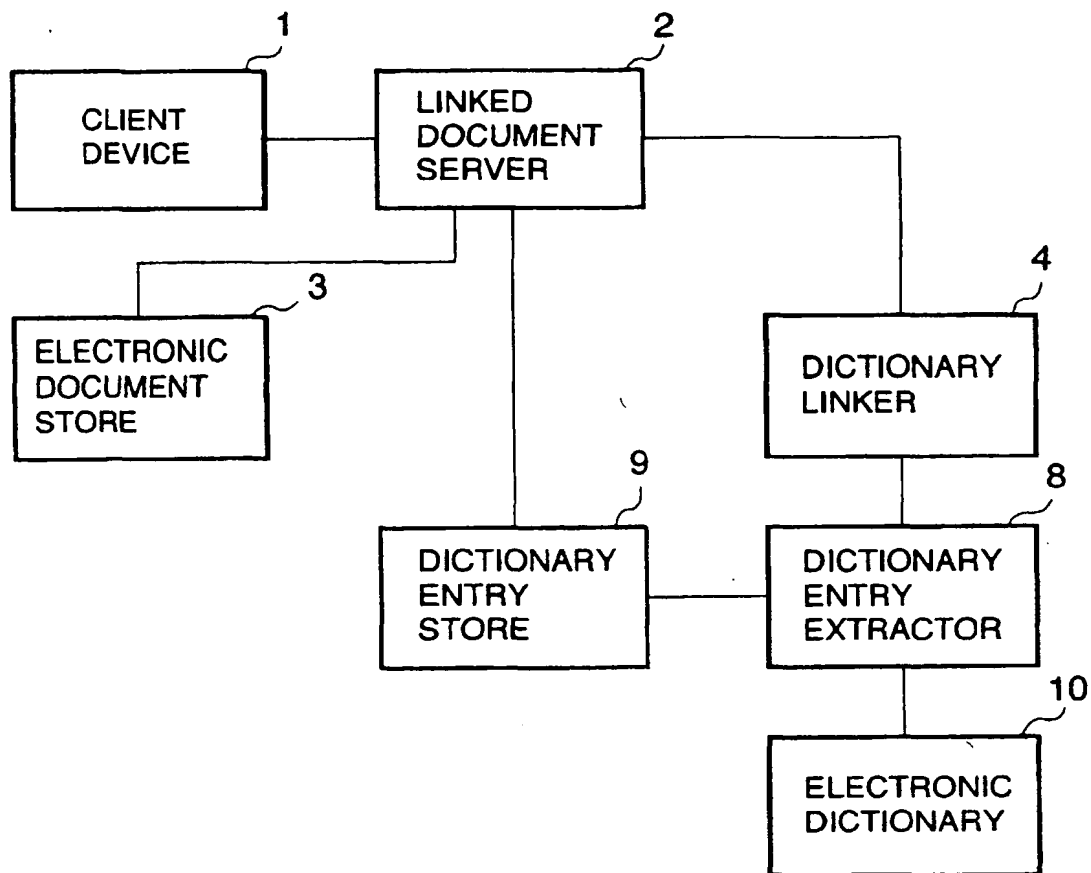 1
CLIENT
DEVICE
2
LINKED
DOCUMENT
SERVER
3
ELECTRONIC
DOCUMENT
STORE
4
DICTIONARY
LINKER
9
DICTIONARY
ENTRY
STORE
8
DICTIONARY
ENTRY
EXTRACTOR
10
ELECTRONIC
DICTIONARY